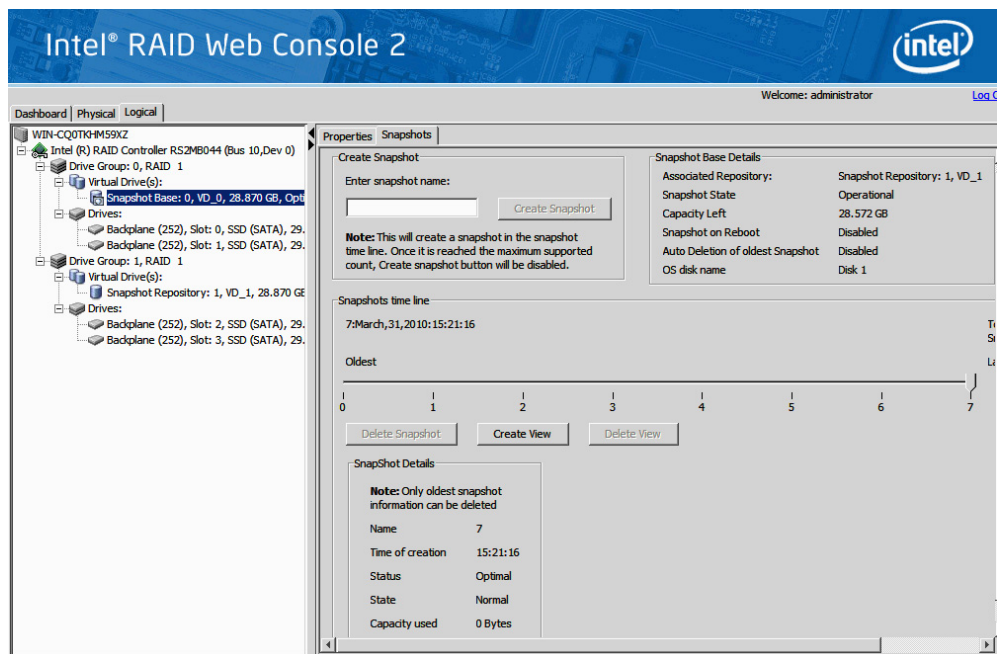 Intel® RAID Web Console 2
intel
Welcome: administrator
Log
Dashboard Physical Logical
WIN-CQ0TKHM59XZ
Intel (R) RAID Controller RS2MB044 (Bus 10,Dev 0)
Drive Group: 0, RAID 1
Virtual Drive(s):
Snapshot Base: 0, VD_0, 28.870 GB, Opti
Drives:
Backplane (252), Slot: 0, SSD (SATA), 29.
Backplane (252), Slot: 1, SSD (SATA), 29.
Drive Group: 1, RAID 1
Virtual Drive(s):
Snapshot Repository: 1, VD_1, 28.870 GE
Drives:
Backplane (252), Slot: 2, SSD (SATA), 29.
Backplane (252), Slot: 3, SSD (SATA), 29.
Properties Snapshots
Create Snapshot
Enter snapshot name:
Create Snapshot
Note: This will create a snapshot in the snapshot
time line. Once it is reached the maximum supported
count, Create snapshot button will be disabled.
Snapshot Base Details
Associated Repository: Snapshot Repository: 1, VD_1
Snapshot State Operational
Capacity Left 28.572 GB
Snapshot on Reboot Disabled
Auto Deletion of oldest Snapshot Disabled
OS disk name Disk 1
Snapshots time line
7:March,31,2010:15:21:16
Oldest
0 1 2 3 4 5 6 7
Delete Snapshot Create View Delete View
SnapShot Details
Note: Only oldest snapshot
information can be deleted
Name 7
Time of creation 15:21:16
Status Optimal
State Normal
Capacity used 0 Bytes